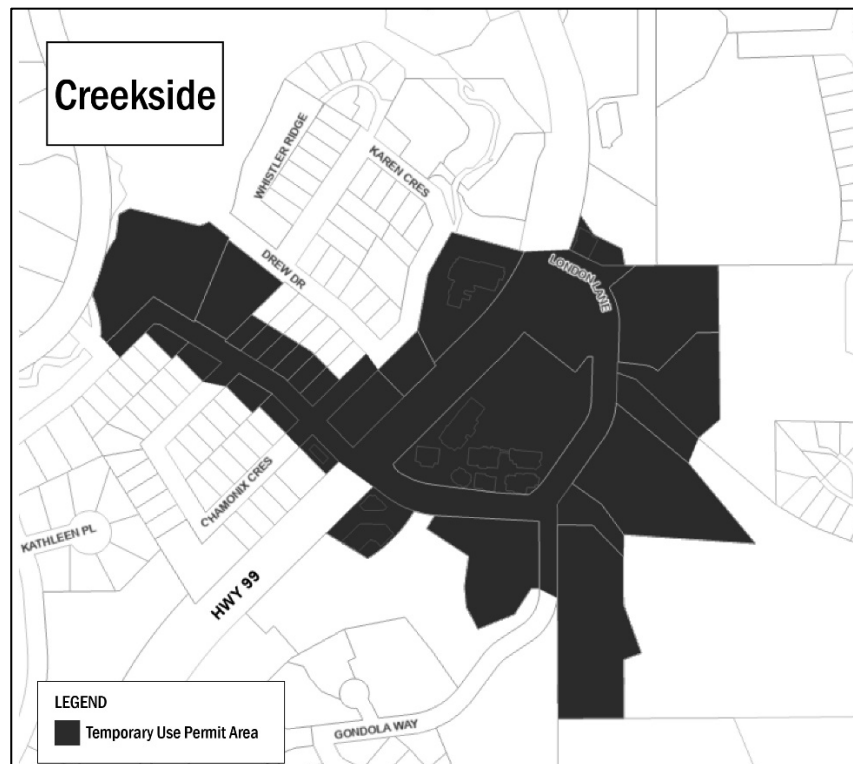 Creekside
WHISTLER RIDGE
KAREN CRES
DREW DR
LONDON LANE
CHAMONIX CRES
KATHLEEN PL
HWY 99
GONDOLA WAY
LEGEND
Temporary Use Permit Area